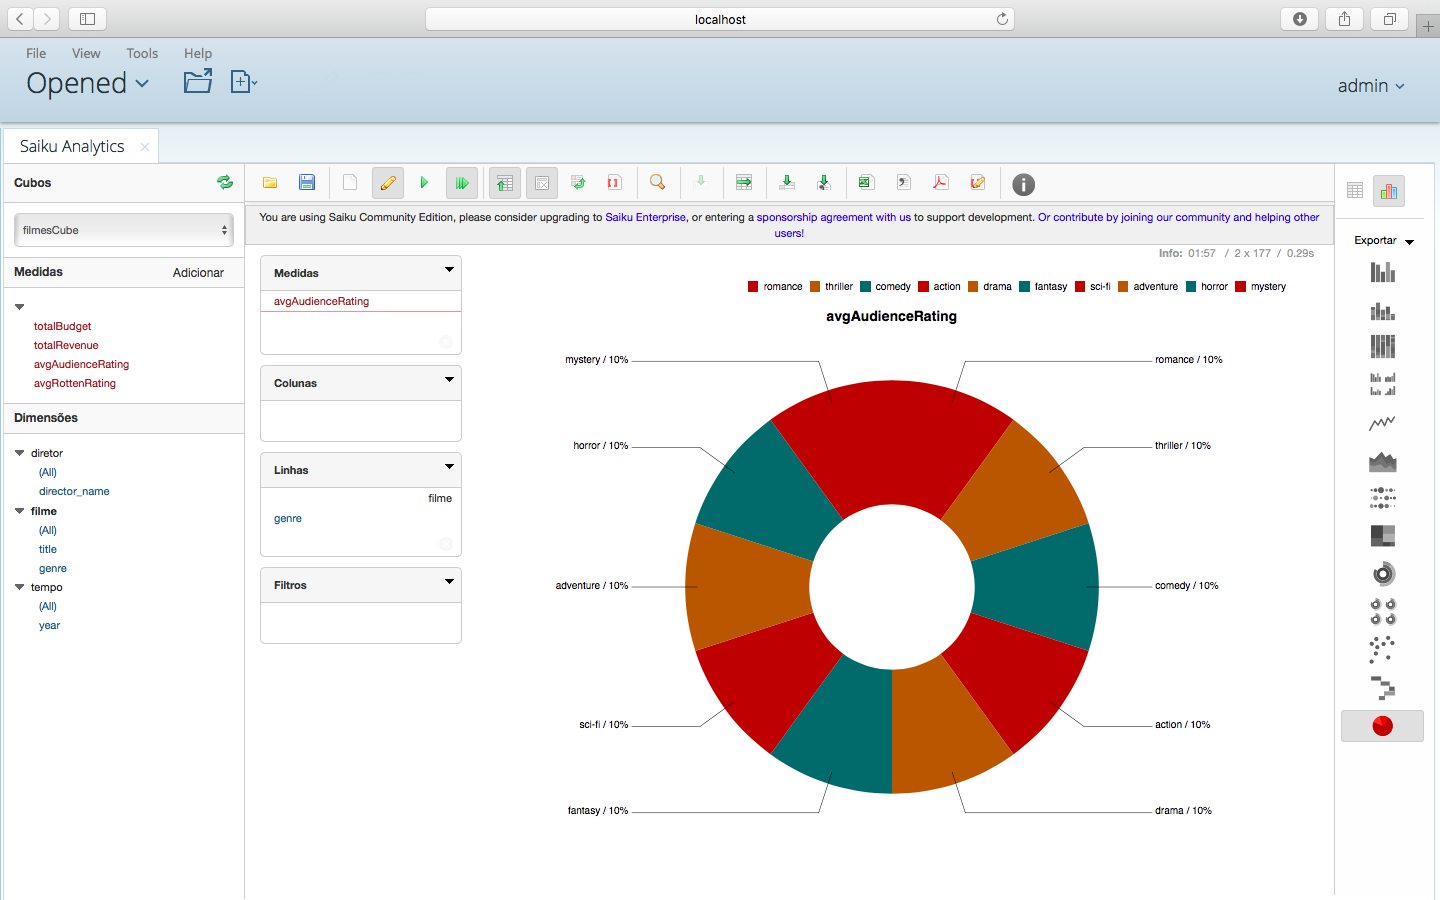 localhost
File View Tools Help
Opened
admin
Saiku Analytics
Cubos
filmesCube
Medidas Adicionar
totalBudget
totalRevenue
avgAudienceRating
avgRottenRating
Dimensões
diretor
(All)
director_name
filme
(All)
title
genre
tempo
(All)
year
You are using Saiku Community Edition, please consider upgrading to Saiku Enterprise, or entering a sponsorship agreement with us to support development. Or contribute by joining our community and helping other
users!
Info: 01:57 / 2 x 177 / 0.29s
Medidas
avgAudienceRating
Colunas
Linhas
filme
genre
Filtros
romance thriller comedy action drama fantasy sci-fi adventure horror mystery
avgAudienceRating
mystery / 10% romance / 10%
horror / 10% thriller / 10%
adventure / 10% comedy / 10%
sci-fi / 10% action / 10%
fantasy / 10% drama / 10%
Exportar